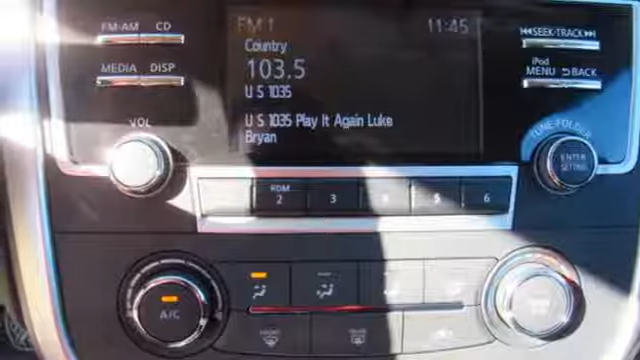 FM·AM CD
FM 1 11:45
SEEK·TRACK
Country
103.5
MEDIA DISP
iPod
MENU BACK
U S 1035
U S 1035 Play It Again Luke
Bryan
VOL
TUNE·FOLDER
ENTER
SETTING
RDM
2 3 4 5 6
A/C